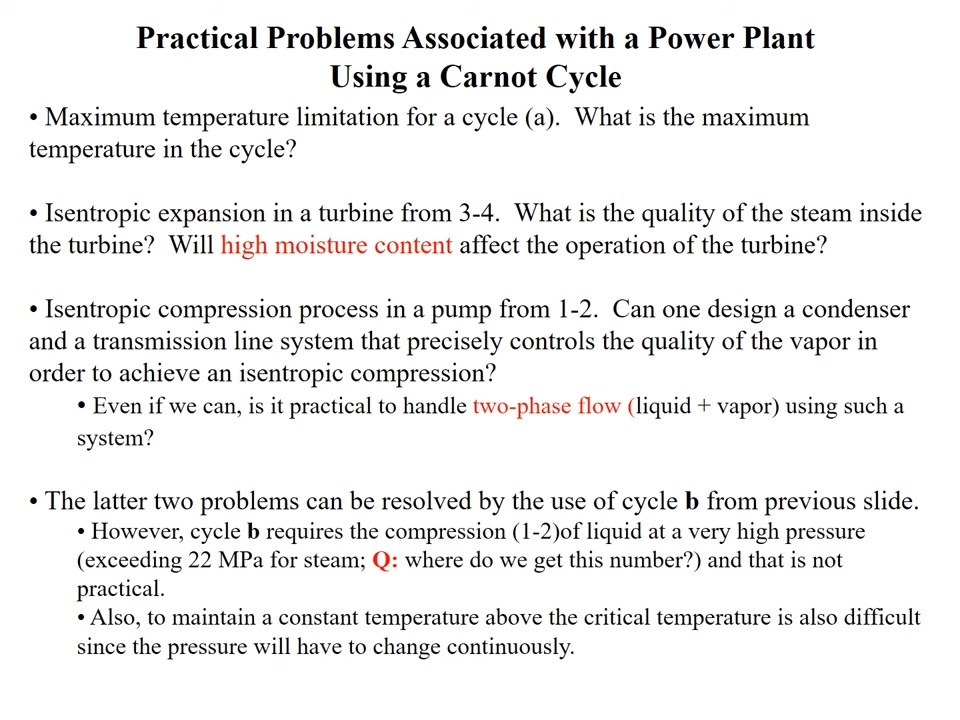 Practical Problems Associated with a Power Plant
Using a Carnot Cycle
• Maximum temperature limitation for a cycle (a).  What is the maximum
temperature in the cycle?
• Isentropic expansion in a turbine from 3-4.  What is the quality of the steam inside
the turbine?  Will high moisture content affect the operation of the turbine?
• Isentropic compression process in a pump from 1-2.  Can one design a condenser
and a transmission line system that precisely controls the quality of the vapor in
order to achieve an isentropic compression?
• Even if we can, is it practical to handle two-phase flow (liquid + vapor) using such a
system?
• The latter two problems can be resolved by the use of cycle b from previous slide.
• However, cycle b requires the compression (1-2)of liquid at a very high pressure
(exceeding 22 MPa for steam; Q: where do we get this number?) and that is not
practical.
• Also, to maintain a constant temperature above the critical temperature is also difficult
since the pressure will have to change continuously.